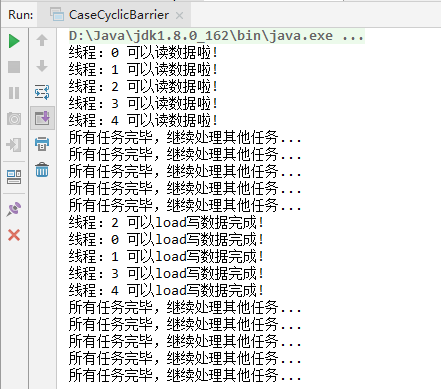 Run: CaseCyclicBarrier
D:\Java\jdk1.8.0_162\bin\java.exe ...
线程：0 可以读数据啦！
线程：1 可以读数据啦！
线程：2 可以读数据啦！
线程：3 可以读数据啦！
线程：4 可以读数据啦！
所有任务完毕，继续处理其他任务...
所有任务完毕，继续处理其他任务...
所有任务完毕，继续处理其他任务...
所有任务完毕，继续处理其他任务...
所有任务完毕，继续处理其他任务...
线程：2 可以load写数据完成！
线程：0 可以load写数据完成！
线程：1 可以load写数据完成！
线程：3 可以load写数据完成！
线程：4 可以load写数据完成！
所有任务完毕，继续处理其他任务...
所有任务完毕，继续处理其他任务...
所有任务完毕，继续处理其他任务...
所有任务完毕，继续处理其他任务...
所有任务完毕，继续处理其他任务...